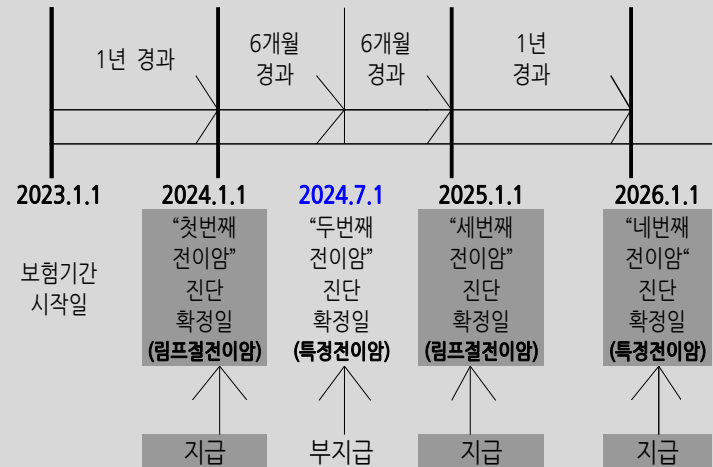 1년 경과
6개월
경과
6개월
경과
1년
경과
2023.1.1
2024.1.1
2024.7.1
2025.1.1
2026.1.1
보험기간
시작일
“첫번째
전이암”
진단
확정일
(림프절전이암)
“두번째
전이암”
진단
확정일
(특정전이암)
“세번째
전이암”
진단
확정일
(림프절전이암)
“네번째
전이암“
진단
확정일
(특정전이암)
지급
부지급
지급
지급